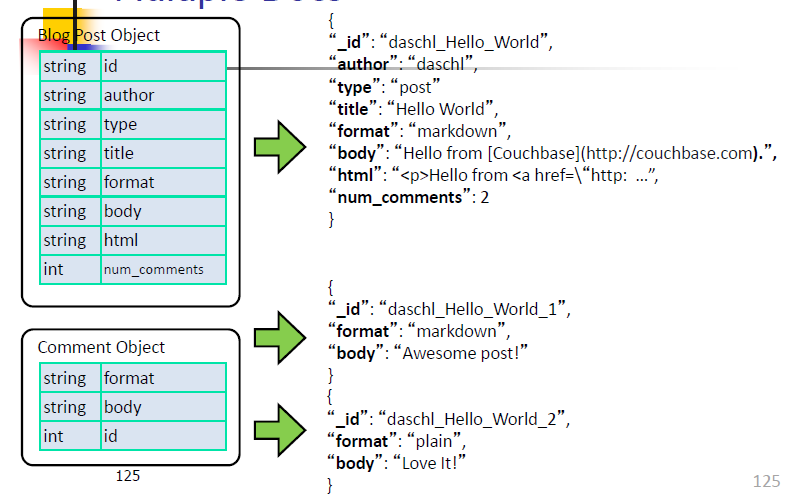 Multiple Docs
Blog Post Object
string id
string author
string type
string title
string format
string body
string html
int num_comments
{
“_id”: “daschl_Hello_World”,
“author”: “daschl”,
“type”: “post”
“title”: “Hello World”,
“format”: “markdown”,
“body”: “Hello from [Couchbase](http://couchbase.com).”,
“html”: “<p>Hello from <a href=\“http: …”,
“num_comments”: 2
}
Comment Object
string format
string body
int id
{
“_id”: “daschl_Hello_World_1”,
“format”: “markdown”,
“body”: “Awesome post!”
}
{
“_id”: “daschl_Hello_World_2”,
“format”: “plain”,
“body”: “Love It!”
}
125
125